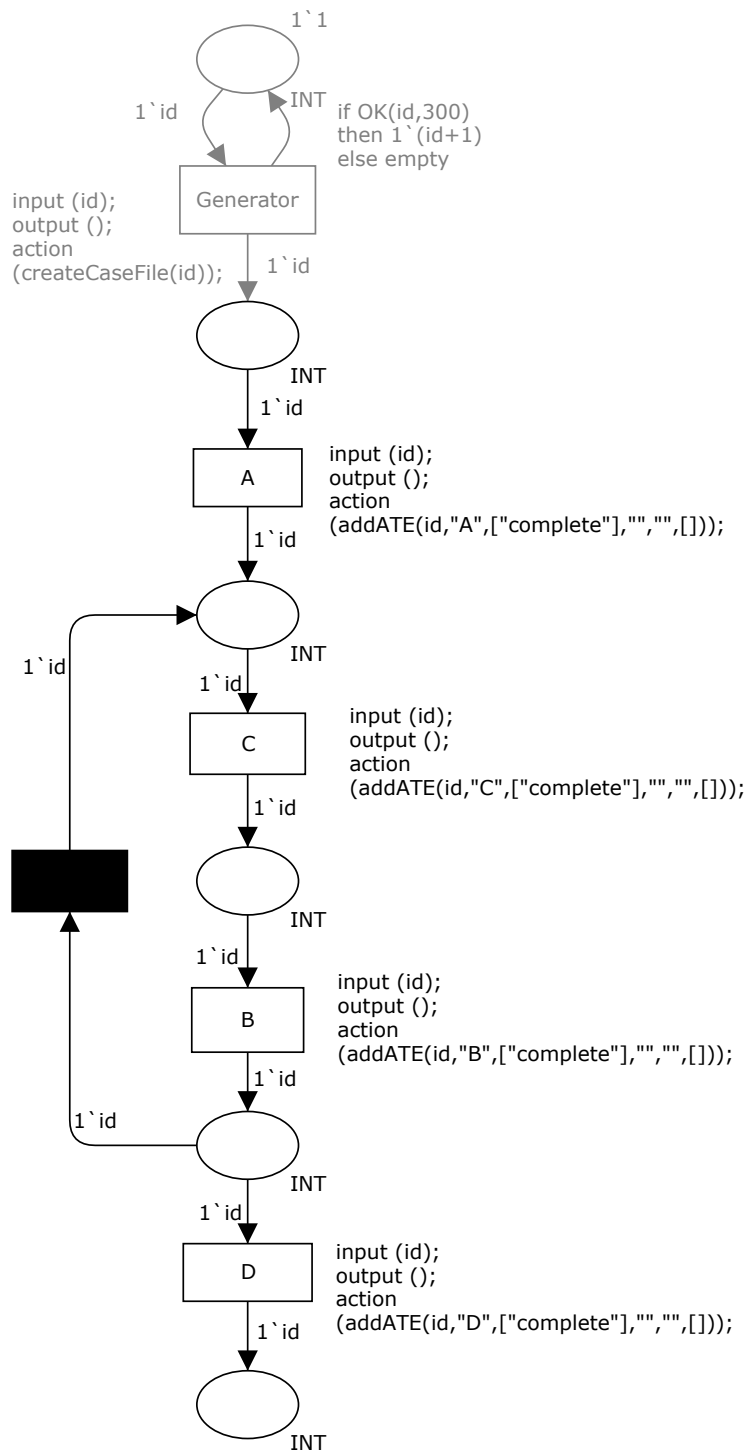 1`1
INT
1`id
if OK(id,300)
then 1`(id+1)
else empty
Generator
input (id);
output ();
action
(createCaseFile(id));
1`id
INT
1`id
A
input (id);
output ();
action
(addATE(id,"A",["complete"],"","",[]));
1`id
INT
1`id
1`id
C
input (id);
output ();
action
(addATE(id,"C",["complete"],"","",[]));
1`id
INT
1`id
B
input (id);
output ();
action
(addATE(id,"B",["complete"],"","",[]));
1`id
1`id
INT
1`id
D
input (id);
output ();
action
(addATE(id,"D",["complete"],"","",[]));
1`id
INT